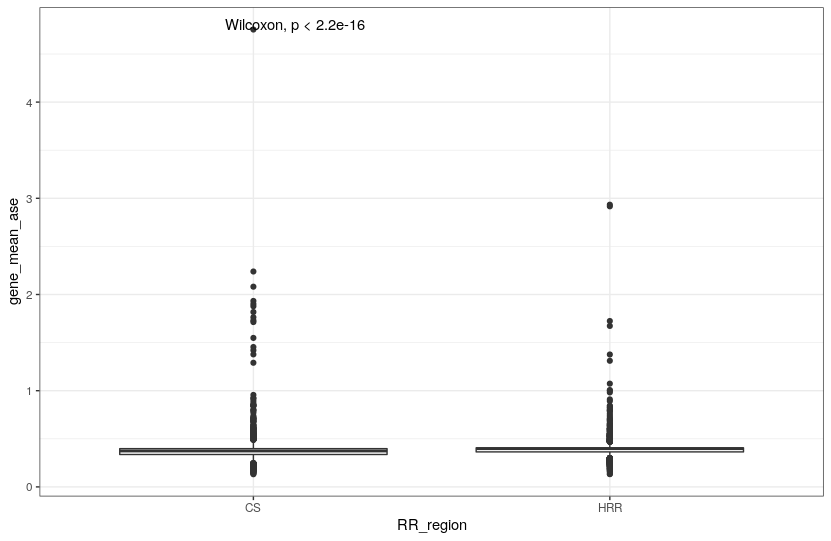 Wilcoxon, p < 2.2e-16
4
3
2
1
0
gene_mean_ase
CS HRR
RR_region